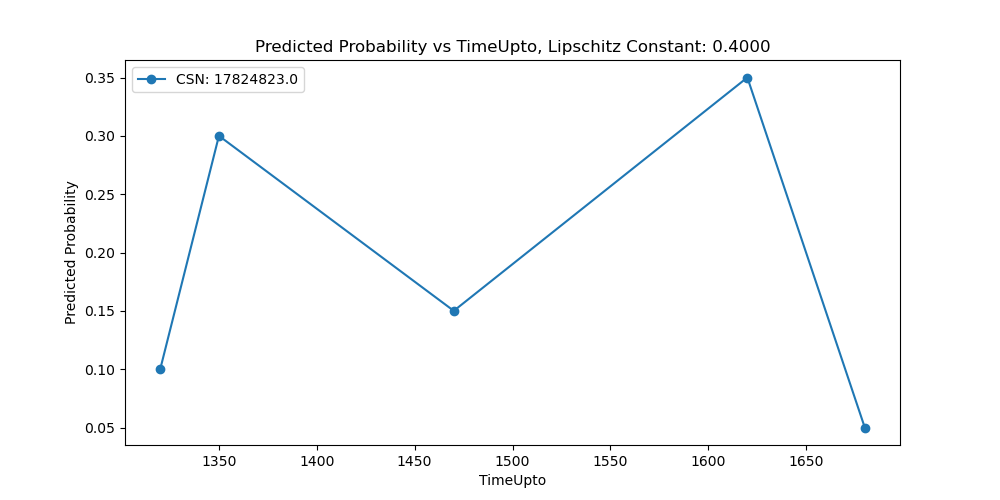 Predicted Probability vs TimeUpto, Lipschitz Constant: 0.4000
CSN: 17824823.0
0.35
0.30
0.25
0.20
0.15
0.10
0.05
Predicted Probability
1350 1400 1450 1500 1550 1600 1650
TimeUpto